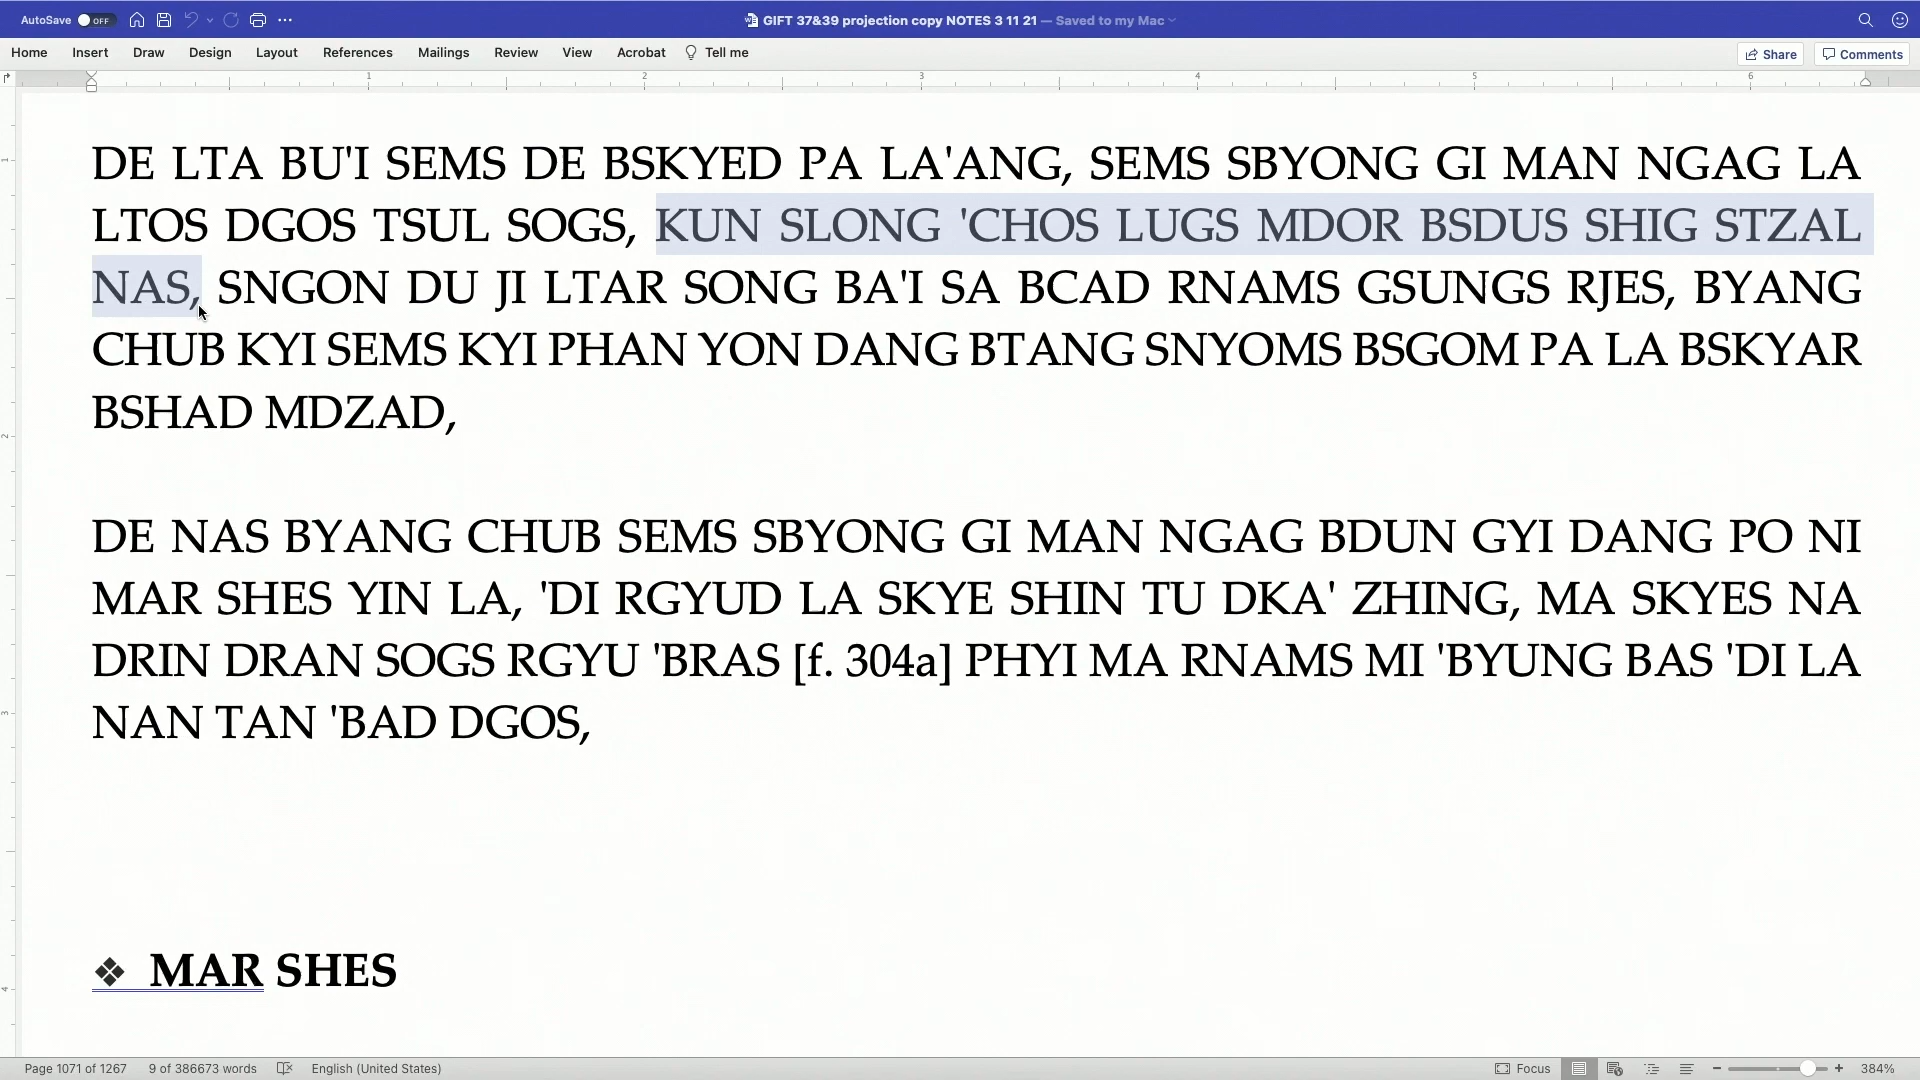 AutoSave OFF GIFT 37&39 projection copy NOTES 3 11 21 — Saved to my Mac
Home Insert Draw Design Layout References Mailings Review View Acrobat Tell me Share Comments
1 2 3 4 5 6
DE LTA BU'I SEMS DE BSKYED PA LA'ANG, SEMS SBYONG GI MAN NGAG LA
LTOS DGOS TSUL SOGS, KUN SLONG 'CHOS LUGS MDOR BSDUS SHIG STZAL
NAS, SNGON DU JI LTAR SONG BA'I SA BCAD RNAMS GSUNGS RJES, BYANG
CHUB KYI SEMS KYI PHAN YON DANG BTANG SNYOMS BSGOM PA LA BSKYAR
BSHAD MDZAD,
DE NAS BYANG CHUB SEMS SBYONG GI MAN NGAG BDUN GYI DANG PO NI
MAR SHES YIN LA, 'DI RGYUD LA SKYE SHIN TU DKA' ZHING, MA SKYES NA
DRIN DRAN SOGS RGYU 'BRAS [f. 304a] PHYI MA RNAMS MI 'BYUNG BAS 'DI LA
NAN TAN 'BAD DGOS,
❖ MAR SHES
Page 1071 of 1267 9 of 386673 words English (United States) Focus 384%